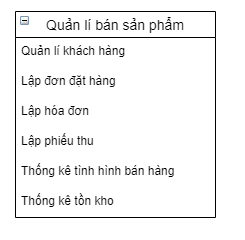 Quản lí bán sản phẩm
Quản lí khách hàng
Lập đơn đặt hàng
Lập hóa đơn
Lập phiếu thu
Thống kê tình hình bán hàng
Thống kê tồn kho